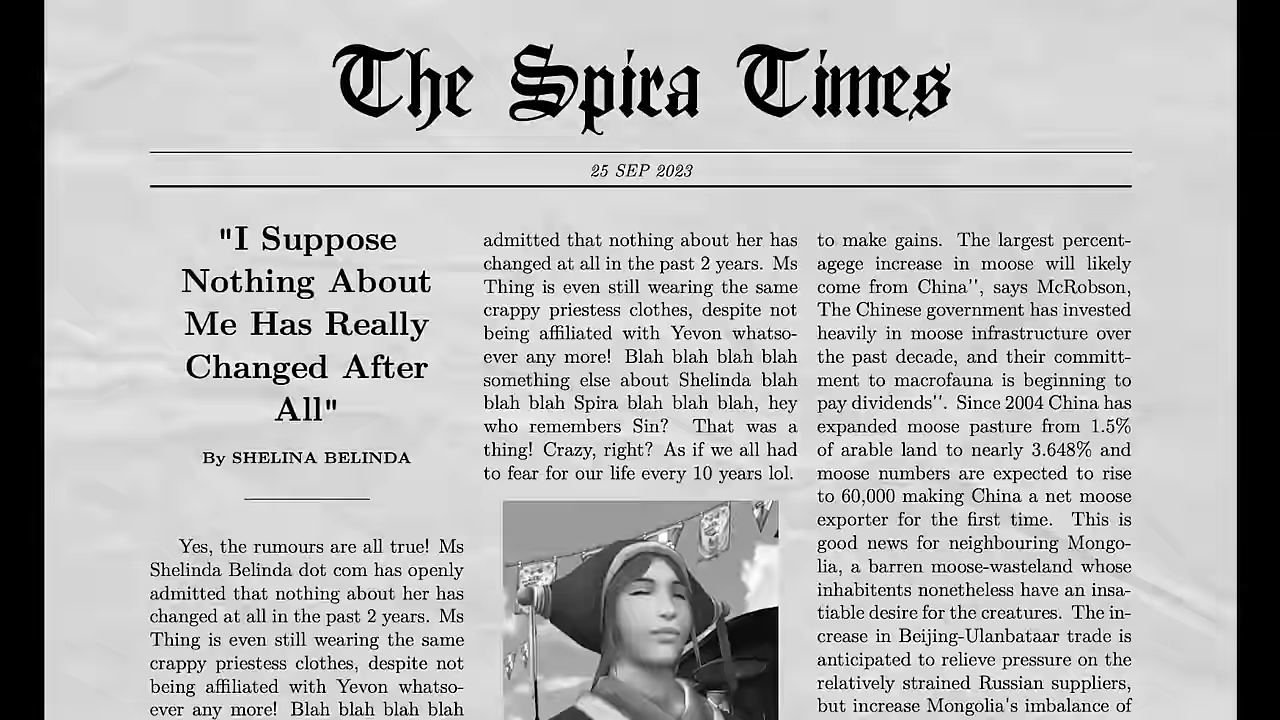 The Spira Times
25 SEP 2023
"I Suppose
Nothing About
Me Has Really
Changed After
All"
By SHELINA BELINDA
Yes, the rumours are all true! Ms
Shelinda Belinda dot com has openly
admitted that nothing about her has
changed at all in the past 2 years. Ms
Thing is even still wearing the same
crappy priestess clothes, despite not
being affiliated with Yevon whatso-
ever any more! Blah blah blah blah
admitted that nothing about her has
changed at all in the past 2 years. Ms
Thing is even still wearing the same
crappy priestess clothes, despite not
being affiliated with Yevon whatso-
ever any more! Blah blah blah blah
something else about Shelinda blah
blah blah Spira blah blah blah, hey
who remembers Sin? That was a
thing! Crazy, right? As if we all had
to fear for our life every 10 years lol.
to make gains. The largest percent-
agege increase in moose will likely
come from China'', says McRobson,
The Chinese government has invested
heavily in moose infrastructure over
the past decade, and their committ-
ment to macrofauna is beginning to
pay dividends''. Since 2004 China has
expanded moose pasture from 1.5%
of arable land to nearly 3.648% and
moose numbers are expected to rise
to 60,000 making China a net moose
exporter for the first time. This is
good news for neighbouring Mongo-
lia, a barren moose-wasteland whose
inhabitents nonetheless have an insa-
tiable desire for the creatures. The in-
crease in Beijing-Ulanbataar trade is
anticipated to relieve pressure on the
relatively strained Russian suppliers,
but increase Mongolia's imbalance of